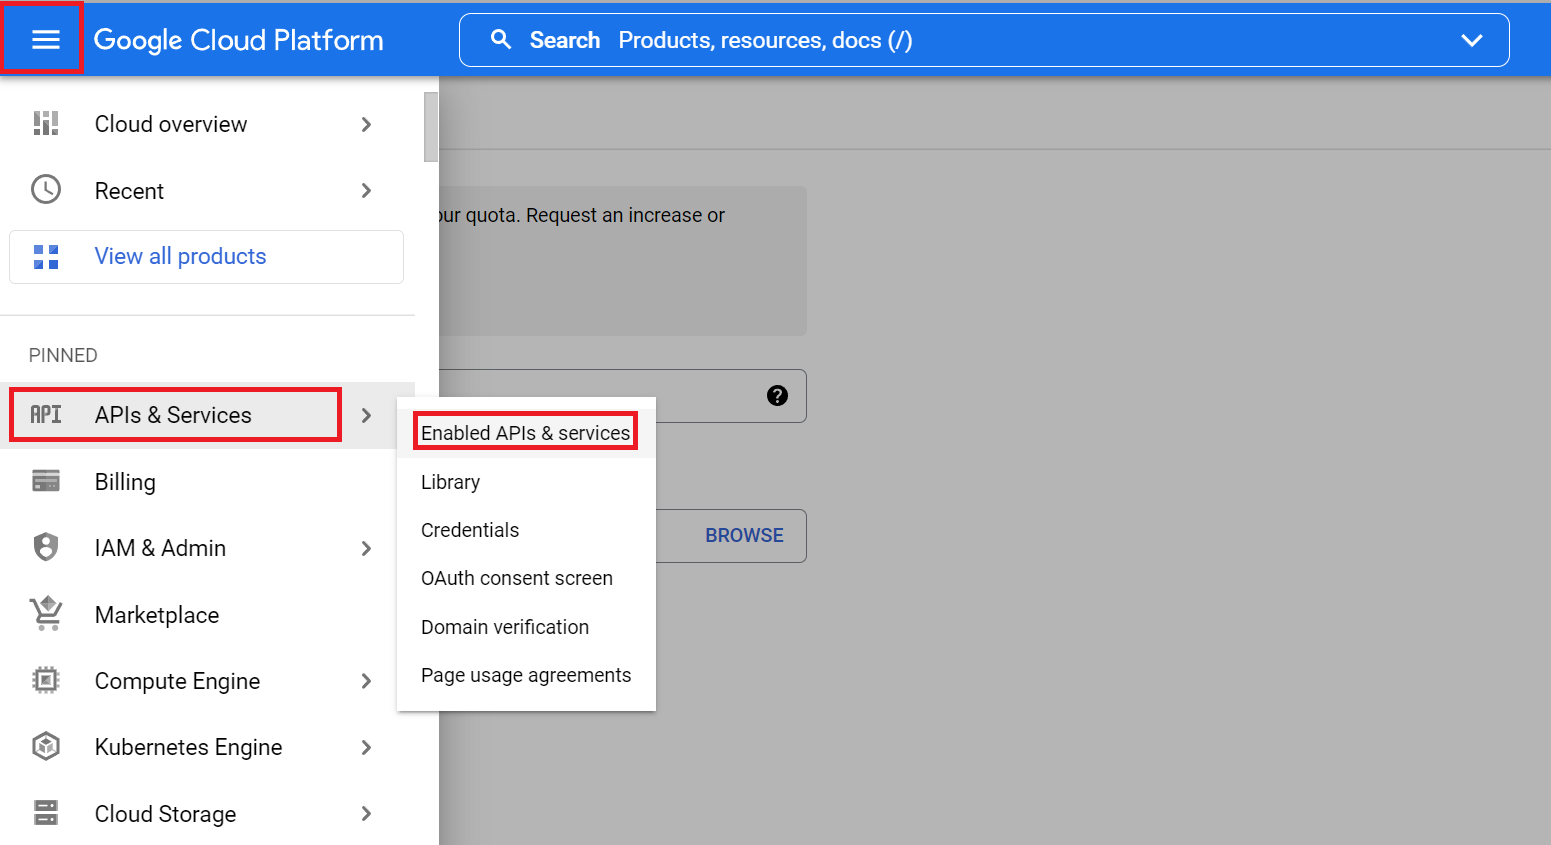 Google Cloud Platform
Search Products, resources, docs (/)
Cloud overview
Recent
View all products
our quota. Request an increase or
PINNED
API APIs & Services
Enabled APIs & services
Library
Credentials
OAuth consent screen
Domain verification
Page usage agreements
BROWSE
Billing
IAM & Admin
Marketplace
Compute Engine
Kubernetes Engine
Cloud Storage